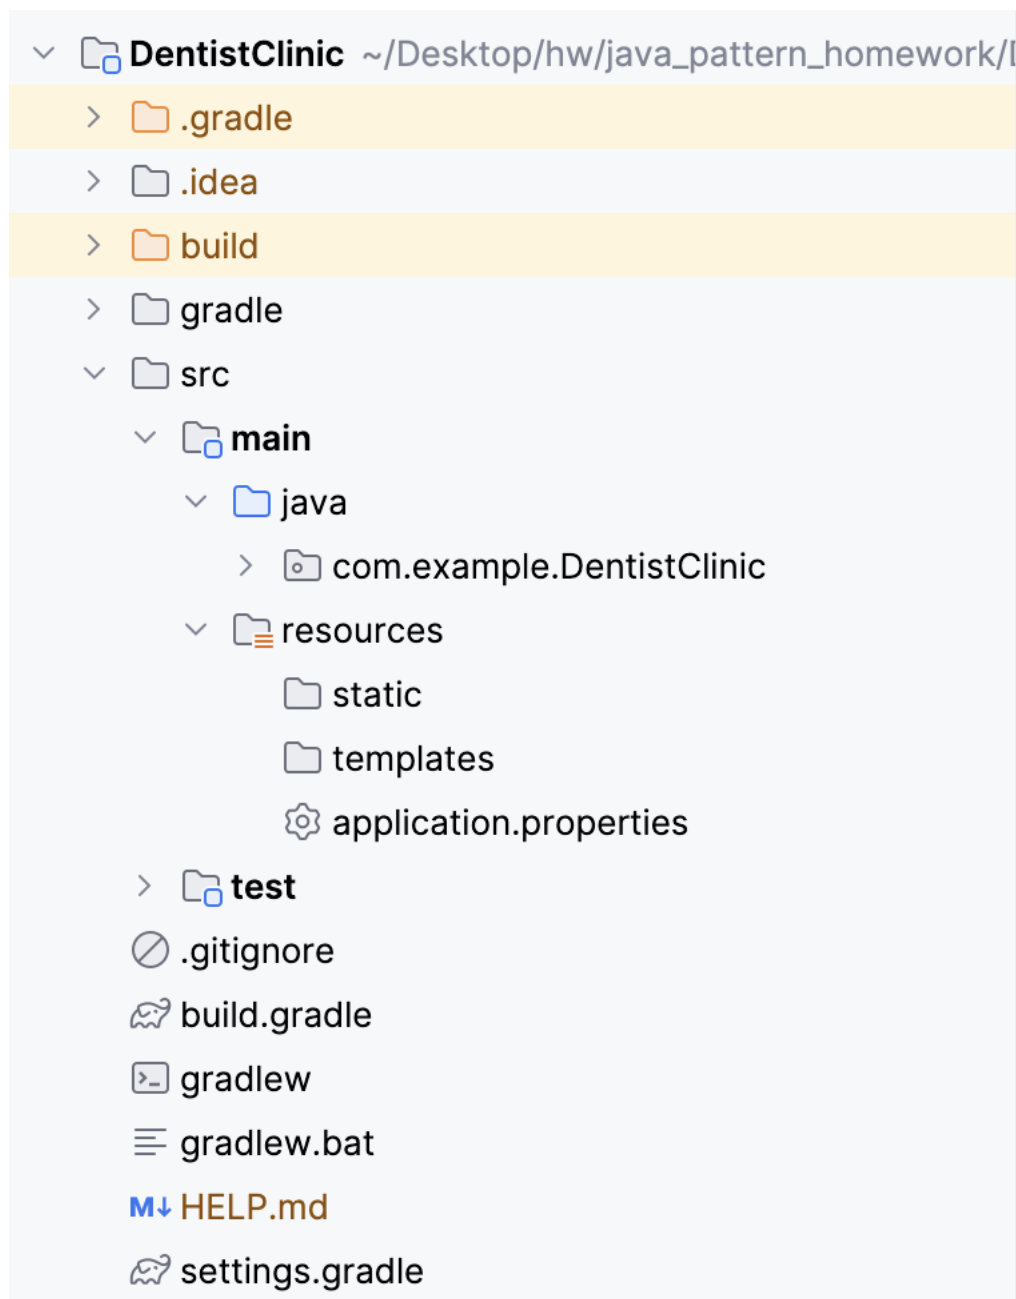 DentistClinic ~/Desktop/hw/java_pattern_homework/
.gradle
.idea
build
gradle
src
main
java
com.example.DentistClinic
resources
static
templates
application.properties
test
.gitignore
build.gradle
gradlew
gradlew.bat
M↓ HELP.md
settings.gradle